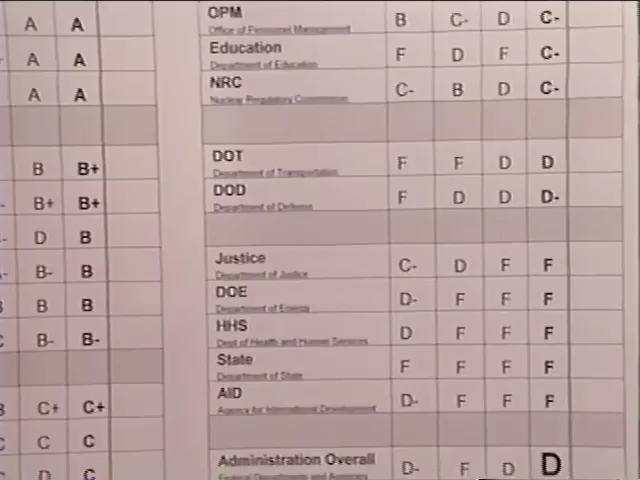 A A
A A
A A
B B+
B+ B+
D B
B- B
B B
B- B-
C+ C+
C C
D C
OPM B C- D C-
Office of Personnel Management
Education F D F C-
Department of Education
NRC C- B D C-
Nuclear Regulatory Commission
DOT F F D D
Department of Transportation
DOD F D D D-
Department of Defense
Justice C- D F F
Department of Justice
DOE D- F F F
Department of Energy
HHS D F F F
Dept of Health and Human Services
State F F F F
Department of State
AID D- F F F
Agency for International Development
Administration Overall D- F D D
Federal Departments and Agencies